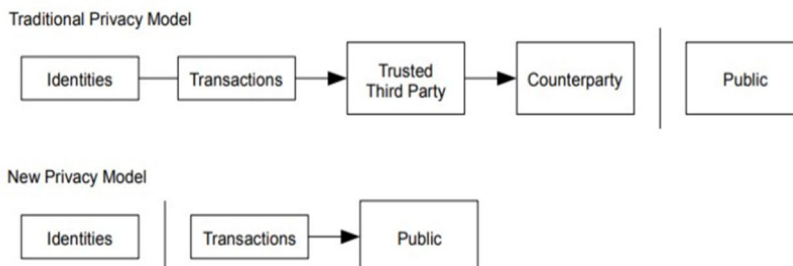 Traditional Privacy Model
Identities
Transactions
Trusted
Third Party
Counterparty
Public
New Privacy Model
Identities
Transactions
Public